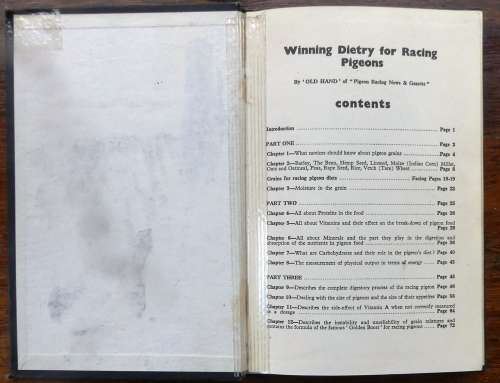 Winning Dietry for Racing
Pigeons
By 'OLD HAND' of "Pigeon Racing News & Gazette"
contents
Introduction ... Page 1
PART ONE ... Page 3
Chapter 1—What novices should know about pigeon grains ... Page 4
Chapter 2—Barley, The Bean, Hemp Seed, Linseed, Maize (Indian Corn) Millet,
Oats and Oatmeal, Peas, Rape Seed, Rice, Vetch (Tare) Wheat ... Page 8
Grains for racing pigeon diets ... Facing Pages 18-19
Chapter 3—Moisture in the grain ... Page 22
PART TWO ... Page 25
Chapter 4—All about Proteins in the food ... Page 26
Chapter 5—All about Vitamins and their effect on the break-down of pigeon food
Page 29
Chapter 6—All about Minerals and the part they play in the digestion and
absorption of the nutrients in pigeon food ... Page 36
Chapter 7—What are Carbohydrates and their role in the pigeon's diet? ... Page 40
Chapter 8—The measurement of physical output in terms of energy ... Page 43
PART THREE ... Page 45
Chapter 9—Describes the complete digestory process of the racing pigeon ... Page 46
Chapter 10—Dealing with the size of pigeons and the size of their appetites ... Page 58
Chapter 11—Describes the side-effect of Vitamin A when not correctly measured
dosage ... Page 64
Chapter 12—Describes the instability and unreliability of grain mixtures and
contains the formula of the famous 'Golden Boost' for racing pigeons ... Page 72